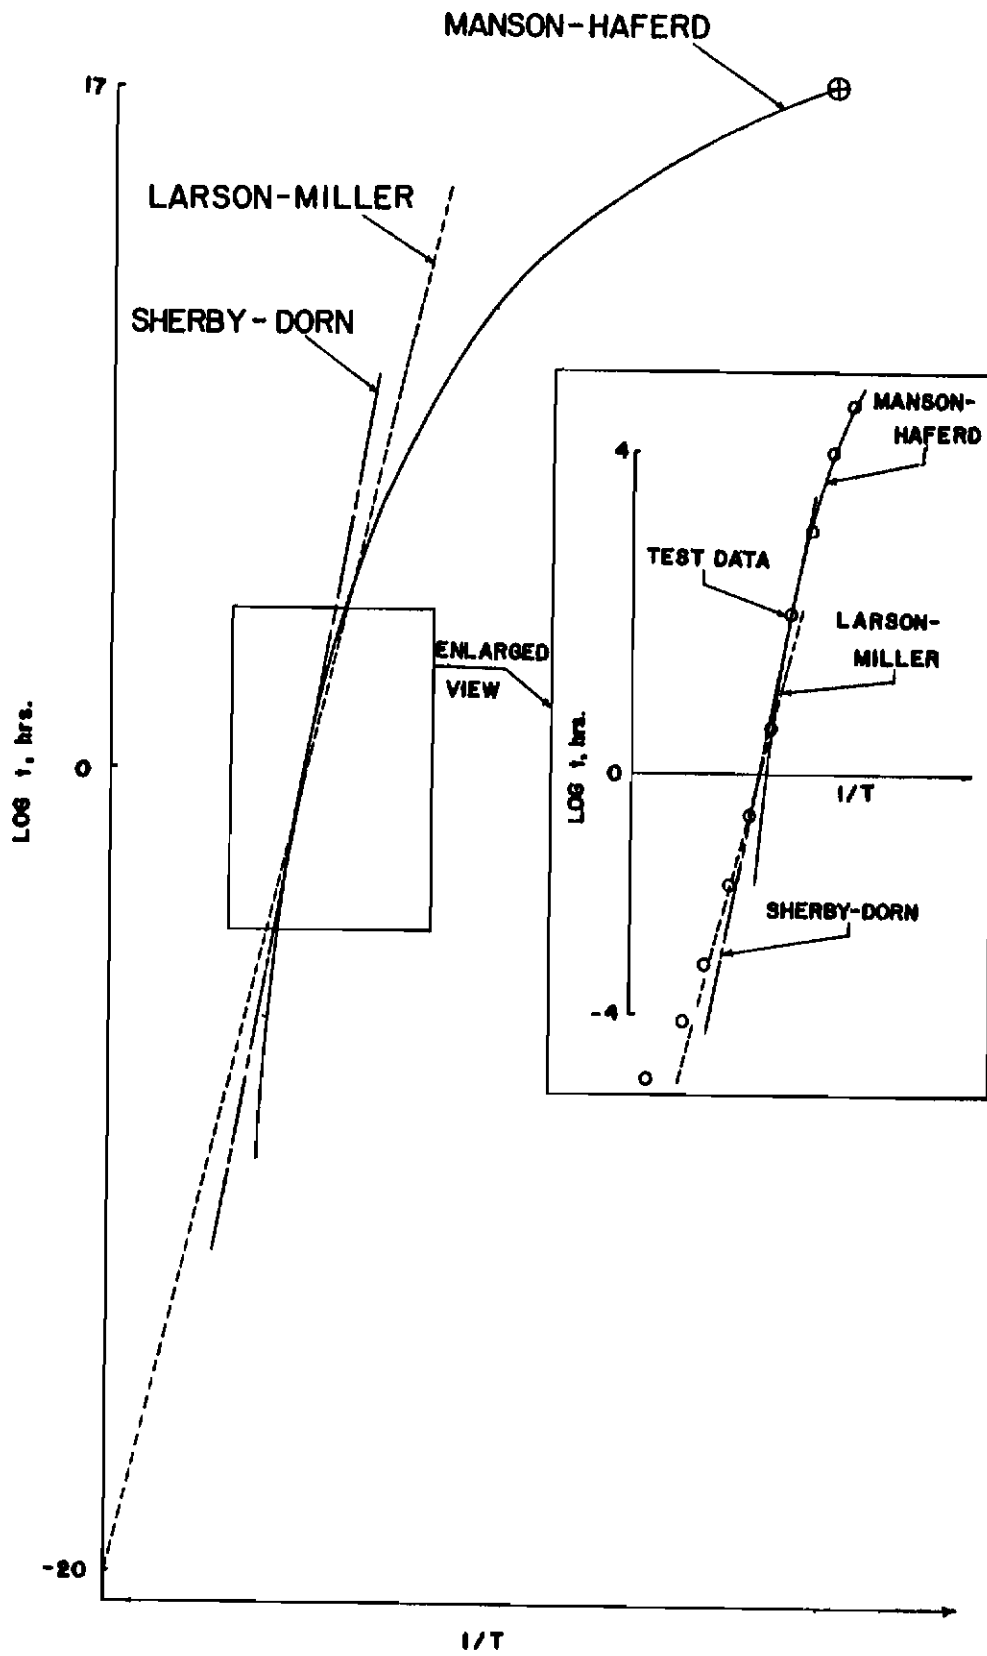 MANSON-HAFERD
17
LARSON-MILLER
SHERBY-DORN
MANSON-
HAFERD
4
TEST DATA
LARSON-
MILLER
ENLARGED
VIEW
LOG t, hrs.
0
LOG t, hrs.
0
1/T
SHERBY-DORN
-4
-20
1/T